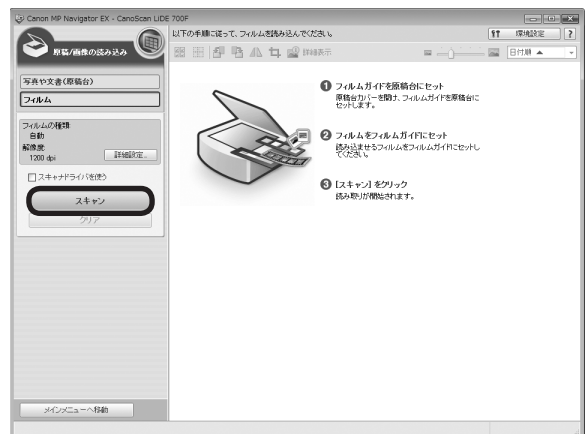 Canon MP Navigator EX - CanoScan LiDE 700F
原稿/画像の読み込み
以下の手順に従って、フィルムを読み込んでください。
環境設定
?
詳細表示
日付順 ▲
写真や文書(原稿台)
フィルム
フィルムの種類:
自動
解像度:
1200 dpi
詳細設定...
スキャナドライバを使う
スキャン
クリア
❶ フィルムガイドを原稿台にセット
原稿台カバーを開け、フィルムガイドを原稿台に
セットします。
❷ フィルムをフィルムガイドにセット
読み込ませるフィルムをフィルムガイドにセットし
てください。
❸ [スキャン] をクリック
読み取りが開始されます。
メインメニューへ移動